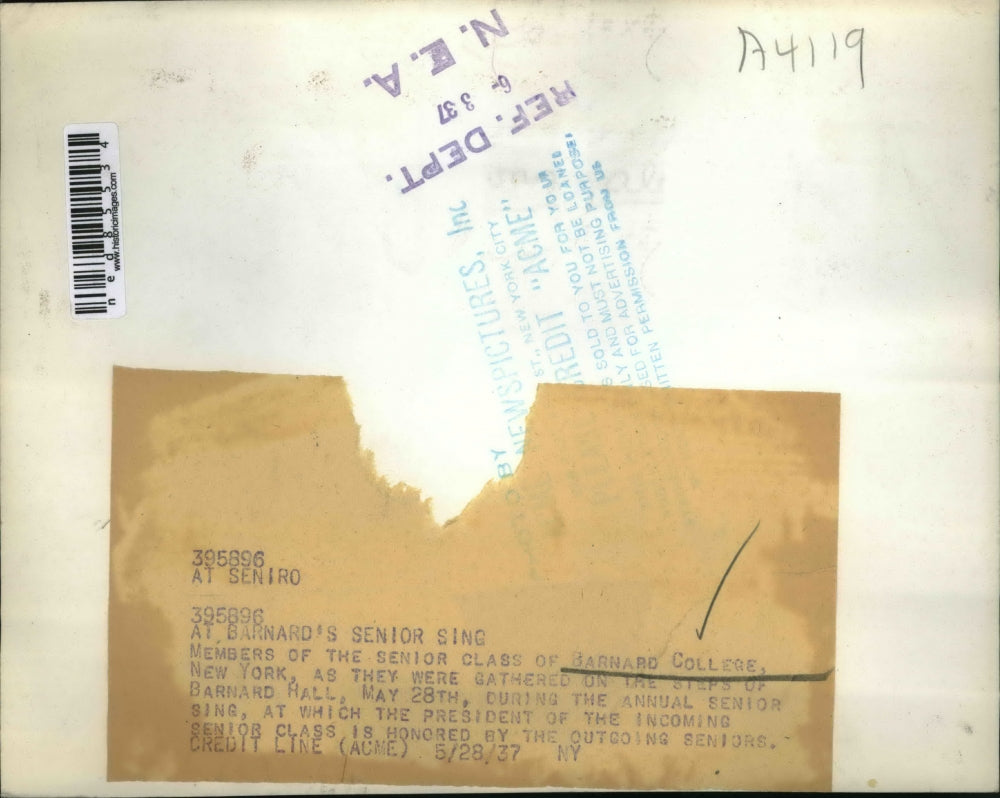 A4119
N.E.A.
6- 3 37
REF. DEPT.
ned85534
www.historicimages.com
BY
NEWSPICTURES, Inc
ST., NEW YORK CITY
CREDIT "ACME"
SOLD TO YOU FOR YOUR
LY AND MUST NOT BE LOANED
SED FOR ADVERTISING PURPOSES
ITTEN PERMISSION FROM US
395896
AT SENIRO
395896
AT BARNARD'S SENIOR SING
MEMBERS OF THE SENIOR CLASS OF BARNARD COLLEGE,
NEW YORK, AS THEY WERE GATHERED ON THE STEPS OF
BARNARD HALL, MAY 28TH, DURING THE ANNUAL SENIOR
SING, AT WHICH THE PRESIDENT OF THE INCOMING
SENIOR CLASS IS HONORED BY THE OUTGOING SENIORS.
CREDIT LINE (ACME) 5/28/37 NY